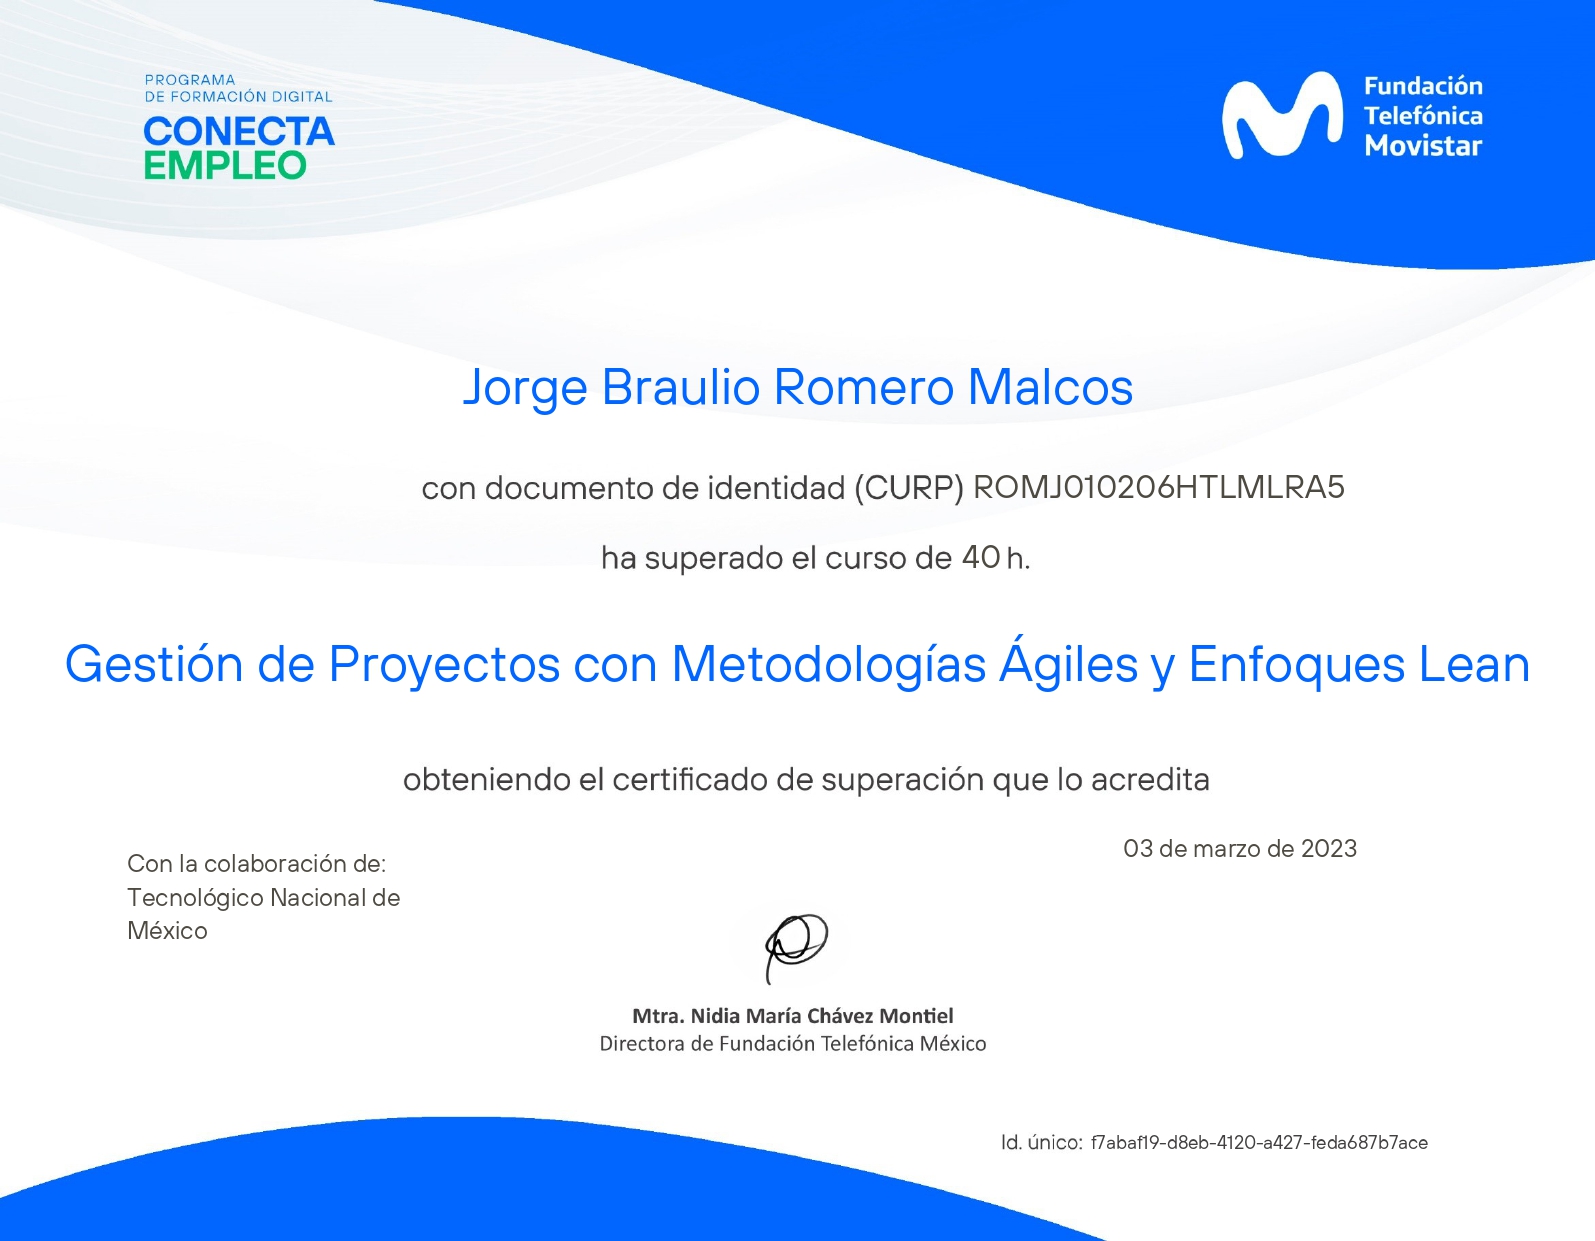 PROGRAMA
DE FORMACIÓN DIGITAL
CONECTA
EMPLEO
Fundación
Telefónica
Movistar
Jorge Braulio Romero Malcos
con documento de identidad (CURP) ROMJ010206HTLMLRA5
ha superado el curso de 40 h.
Gestión de Proyectos con Metodologías Ágiles y Enfoques Lean
obteniendo el certificado de superación que lo acredita
03 de marzo de 2023
Con la colaboración de:
Tecnológico Nacional de
México
Mtra. Nidia María Chávez Montiel
Directora de Fundación Telefónica México
Id. único: f7abaf19-d8eb-4120-a427-feda687b7ace